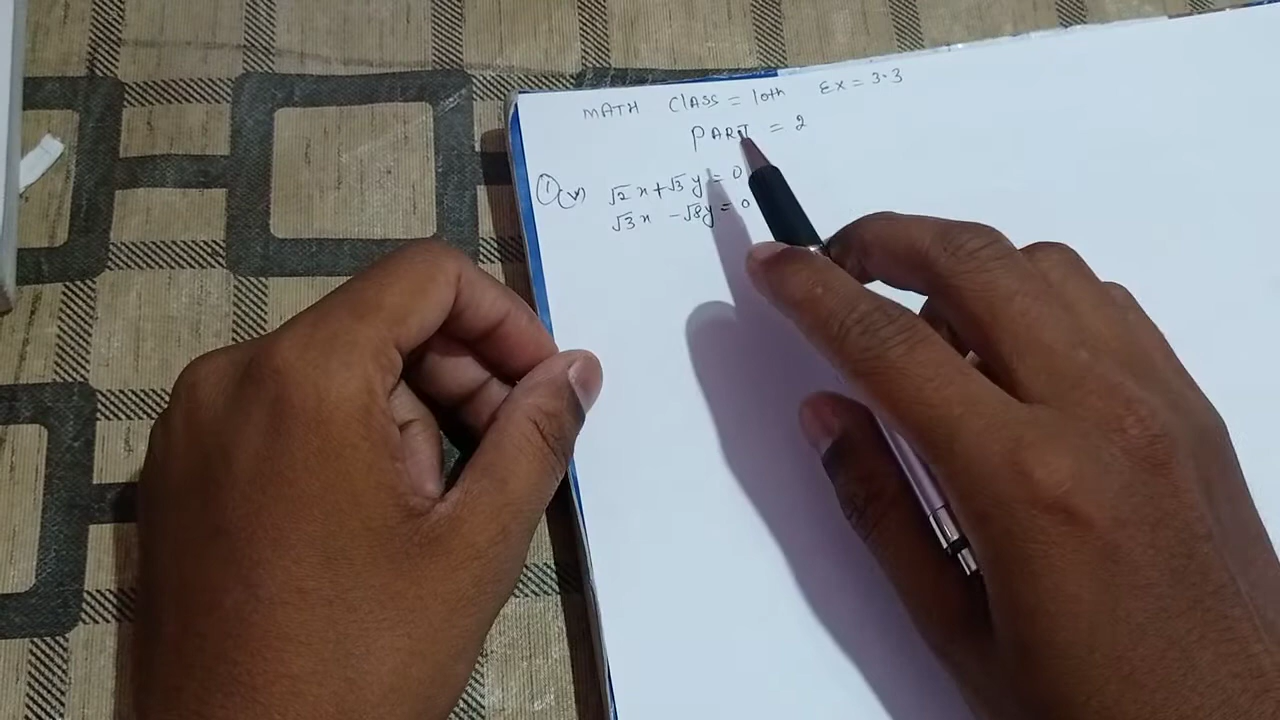 MATH Class = 10th Ex = 3.3
PART = 2
① (v) √2 x + √3 y = 0
√3 x - √8 y = 0